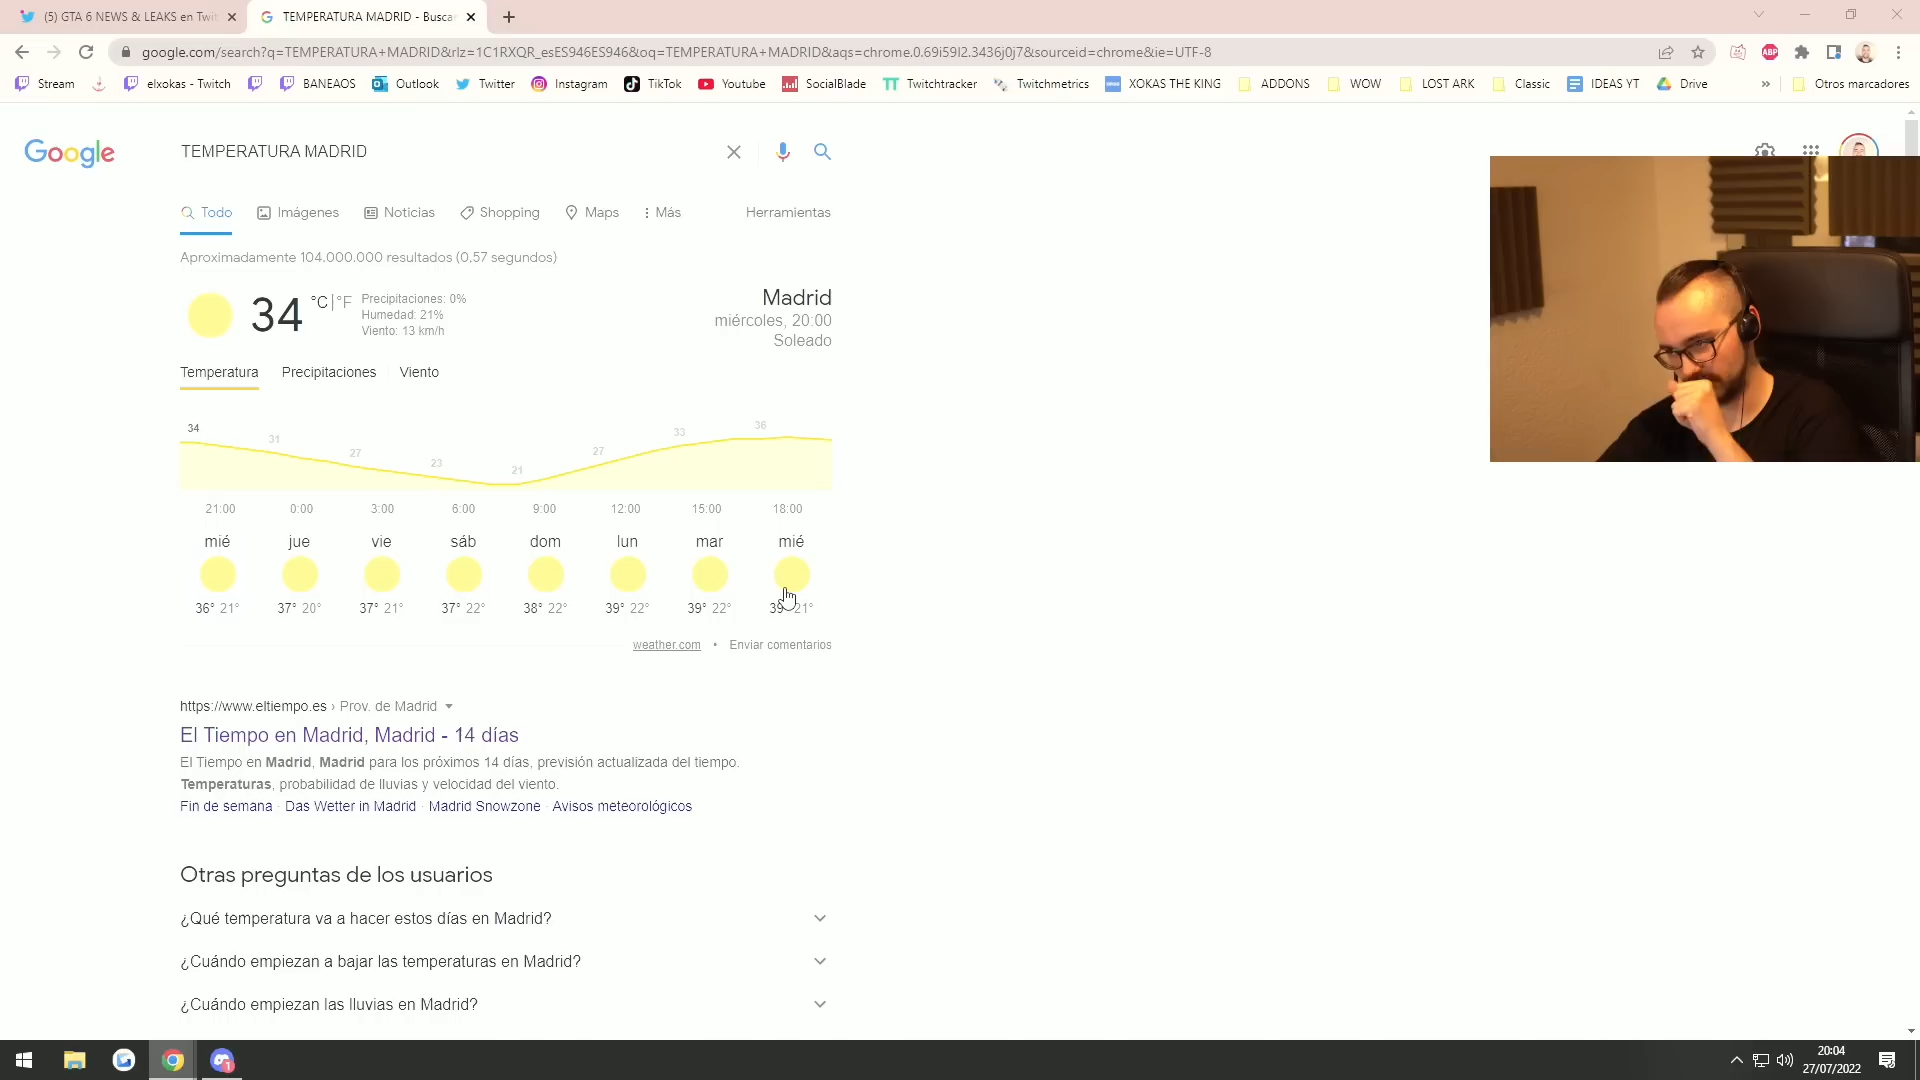 (5) GTA 6 NEWS & LEAKS en Twit
TEMPERATURA MADRID - Busca
google.com/search?q=TEMPERATURA+MADRID&rlz=1C1RXQR_esES946ES946&oq=TEMPERATURA+MADRID&aqs=chrome.0.69i59l2.3436j0j7&sourceid=chrome&ie=UTF-8
ABP
Stream elxokas - Twitch BANEAOS Outlook Twitter Instagram TikTok Youtube SocialBlade Twitchtracker Twitchmetrics XOKAS THE KING ADDONS WOW LOST ARK Classic IDEAS YT Drive » Otros marcadores
Google
TEMPERATURA MADRID
Todo Imágenes Noticias Shopping Maps Más Herramientas
Aproximadamente 104.000.000 resultados (0,57 segundos)
34 °C | °F
Precipitaciones: 0%
Humedad: 21%
Viento: 13 km/h
Madrid
miércoles, 20:00
Soleado
Temperatura Precipitaciones Viento
34 31 27 23 21 27 33 36
21:00 0:00 3:00 6:00 9:00 12:00 15:00 18:00
mié jue vie sáb dom lun mar mié
36° 21° 37° 20° 37° 21° 37° 22° 38° 22° 39° 22° 39° 22° 39° 21°
weather.com • Enviar comentarios
https://www.eltiempo.es › Prov. de Madrid
El Tiempo en Madrid, Madrid - 14 días
El Tiempo en Madrid, Madrid para los próximos 14 días, previsión actualizada del tiempo.
Temperaturas, probabilidad de lluvias y velocidad del viento.
Fin de semana · Das Wetter in Madrid · Madrid Snowzone · Avisos meteorológicos
Otras preguntas de los usuarios
¿Qué temperatura va a hacer estos días en Madrid?
¿Cuándo empiezan a bajar las temperaturas en Madrid?
¿Cuándo empiezan las lluvias en Madrid?
1
20:04
27/07/2022